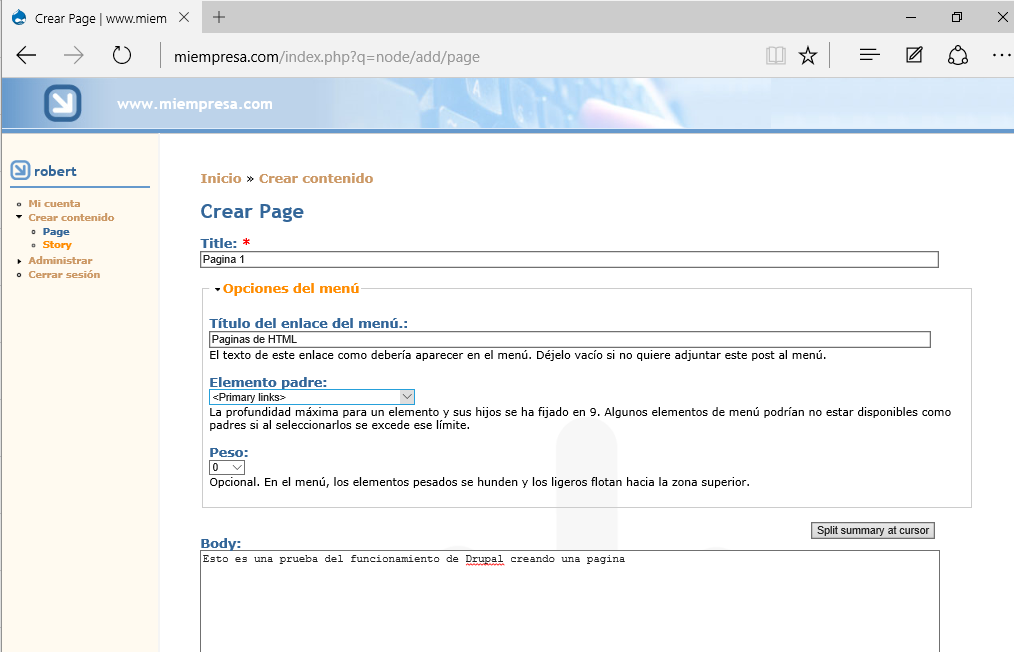 Crear Page | www.miem
miempresa.com/index.php?q=node/add/page
www.miempresa.com
robert
Mi cuenta
Crear contenido
Page
Story
Administrar
Cerrar sesión
Inicio » Crear contenido
Crear Page
Title: *
Pagina 1
Opciones del menú
Título del enlace del menú.:
Paginas de HTML
El texto de este enlace como debería aparecer en el menú. Déjelo vacío si no quiere adjuntar este post al menú.
Elemento padre:
<Primary links>
La profundidad máxima para un elemento y sus hijos se ha fijado en 9. Algunos elementos de menú podrían no estar disponibles como
padres si al seleccionarlos se excede ese límite.
Peso:
0
Opcional. En el menú, los elementos pesados se hunden y los ligeros flotan hacia la zona superior.
Split summary at cursor
Body:
Esto es una prueba del funcionamiento de Drupal creando una pagina